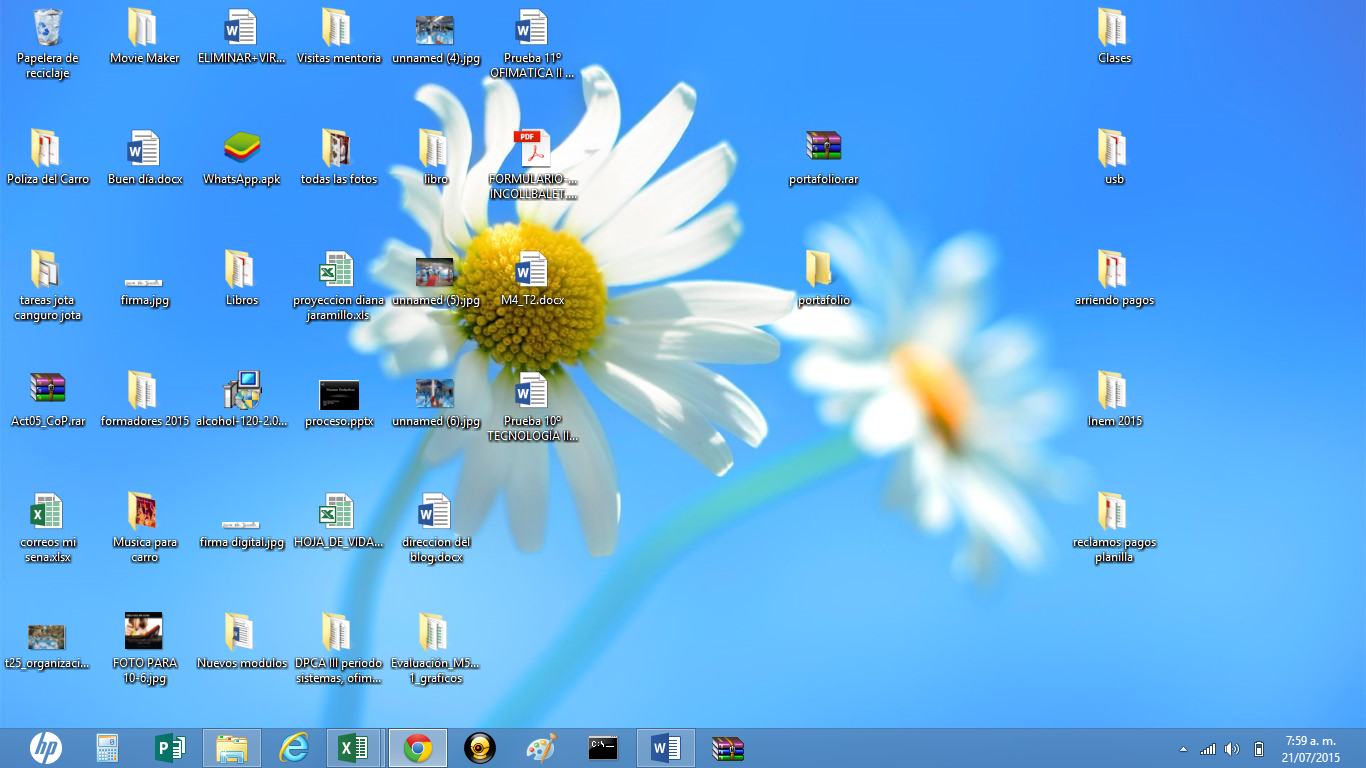 Papelera de
reciclaje
Movie Maker
ELIMINAR+VIR...
Visitas mentoria
unnamed (4).jpg
Prueba 11º
OFIMATICA II ...
Clases
Poliza del Carro
Buen día.docx
WhatsApp.apk
todas las fotos
libro
PDF
FORMULARIO-...
INCOLLBALET....
portafolio.rar
usb
tareas jota
canguro jota
firma.jpg
Libros
proyeccion diana
jaramillo.xls
unnamed (5).jpg
M4_T2.docx
portafolio
arriendo pagos
Act05_CoP.rar
formadores 2015
alcohol-120-2.0...
proceso.pptx
unnamed (6).jpg
Prueba 10º
TECNOLOGIA II...
Inem 2015
correos mi
sena.xlsx
Musica para
carro
firma digital.jpg
HOJA_DE_VIDA...
direccion del
blog.docx
reclamos pagos
planilla
t25_organizaci...
FOTO PARA
10-6.jpg
Nuevos modulos
DPCA III periodo
sistemas, ofim...
Evaluación_M5...
1_graficos
hp
C:\
7:59 a. m.
21/07/2015